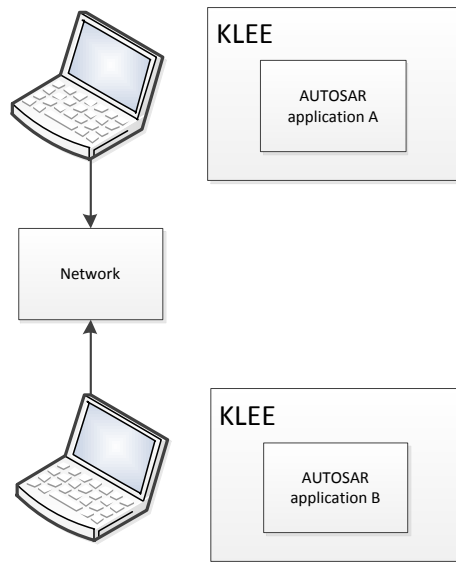 KLEE
AUTOSAR
application A
Network
KLEE
AUTOSAR
application B